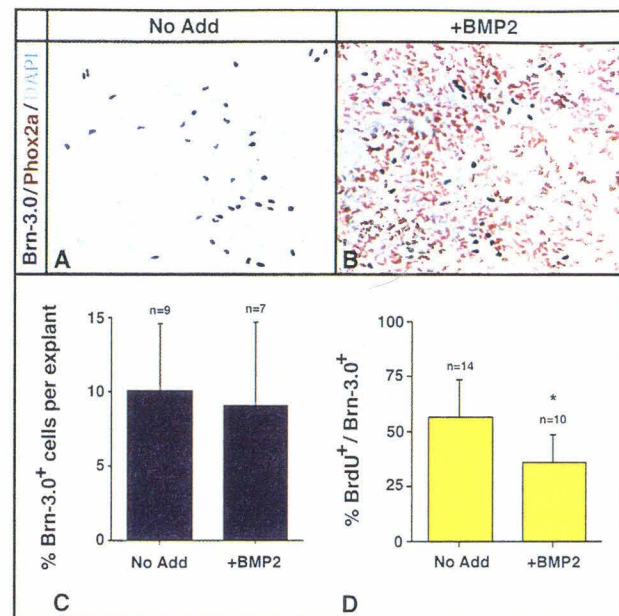 No Add +BMP2
Brn-3.0/Phox2a/DAPI
A B
% Brn-3.0+ cells per explant
15
10
5
0
n=9 n=7
No Add +BMP2
C
% BrdU+ / Brn-3.0+
100
75
50
25
0
n=14
*
n=10
No Add +BMP2
D